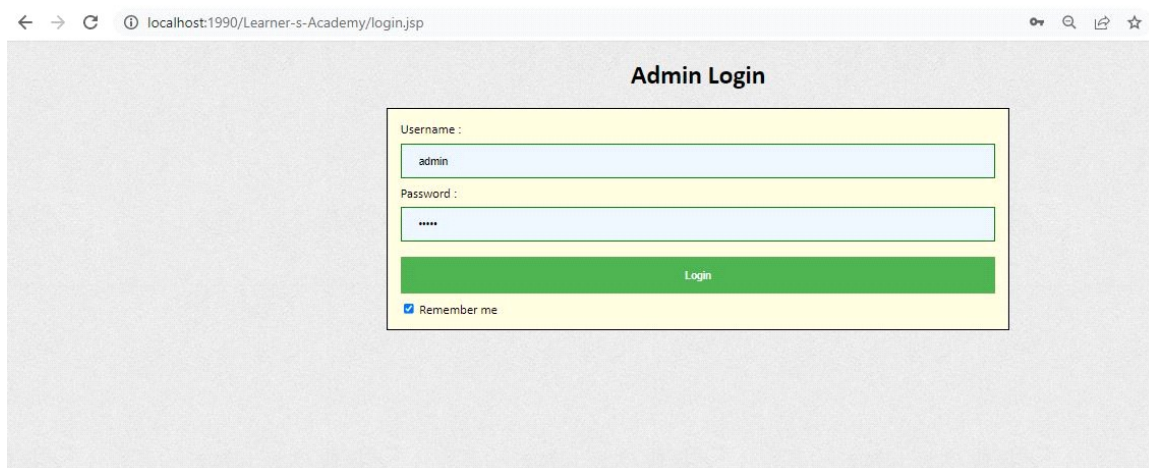 localhost:1990/Learner-s-Academy/login.jsp
Admin Login
Username :
admin
Password :
•••••
Login
Remember me